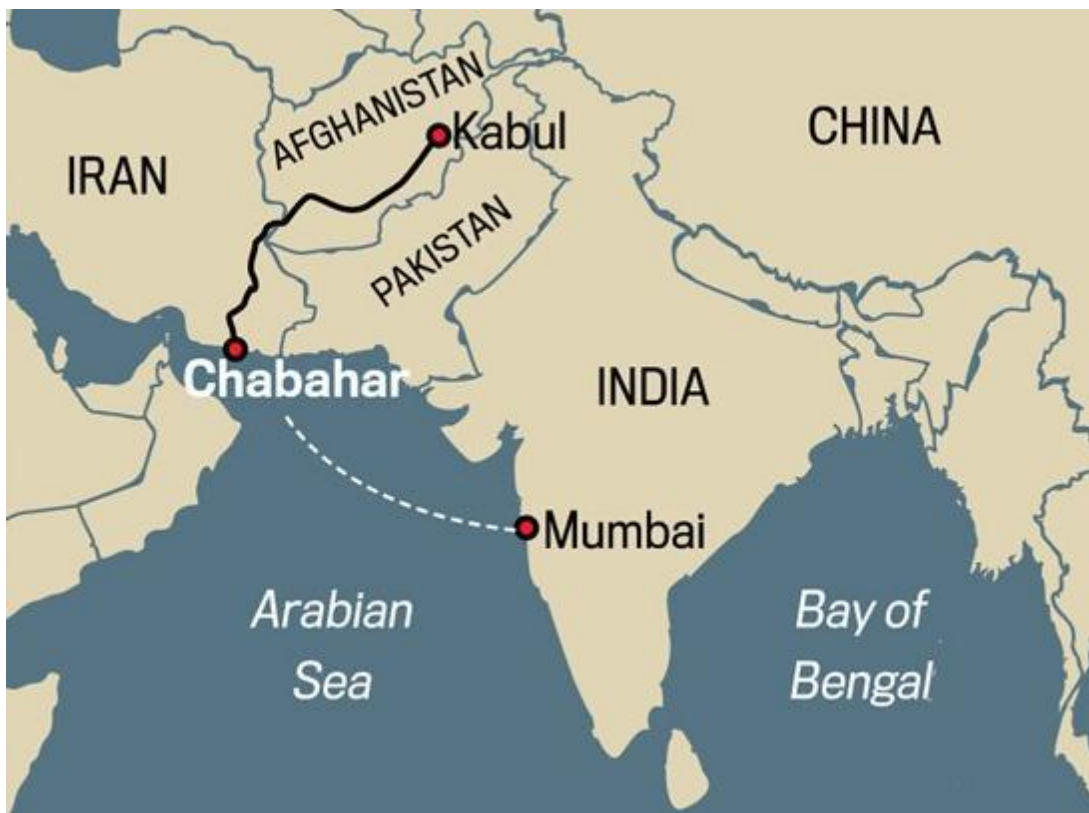 AFGHANISTAN
Kabul
CHINA
IRAN
PAKISTAN
Chabahar
INDIA
Mumbai
Arabian
Sea
Bay of
Bengal